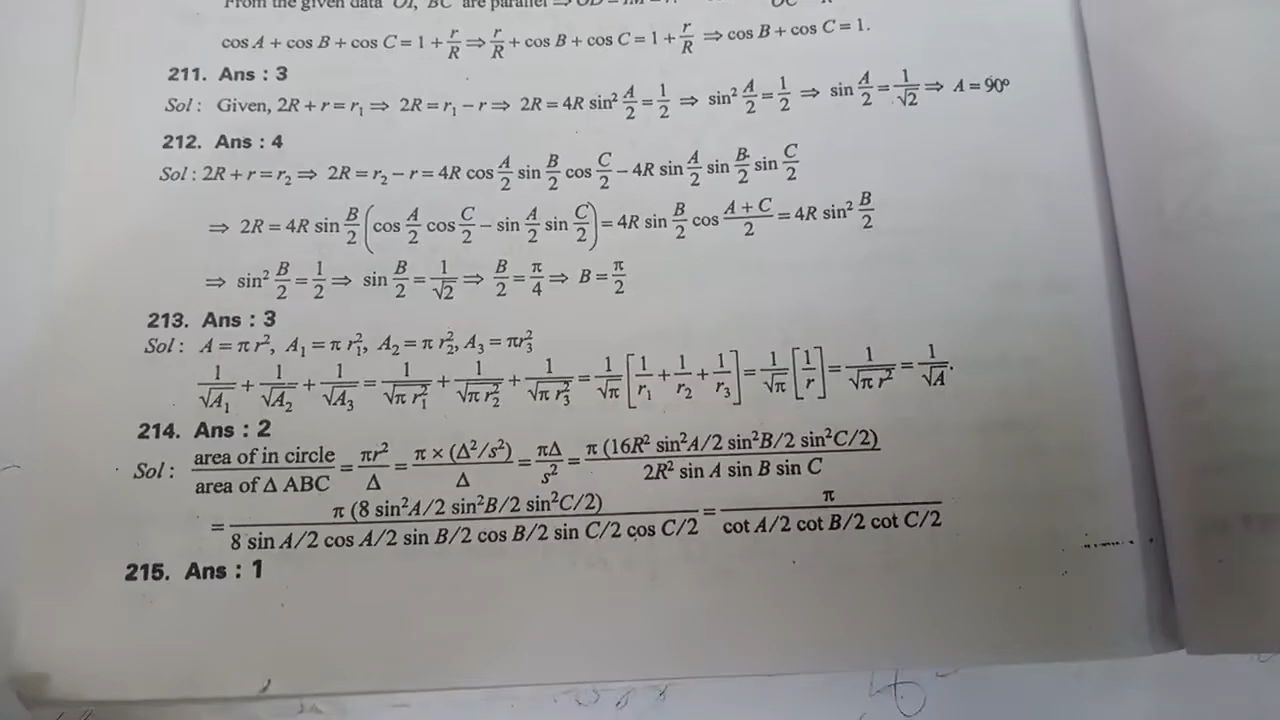 From the given data OI, BC are parallel ⇒
cos A + cos B + cos C = 1 + r/R ⇒ r/R + cos B + cos C = 1 + r/R ⇒ cos B + cos C = 1.
211. Ans : 3
Sol : Given, 2R + r = r₁ ⇒ 2R = r₁ − r ⇒ 2R = 4R sin² A/2 = 1/2 ⇒ sin² A/2 = 1/2 ⇒ sin A/2 = 1/√2 ⇒ A = 90°
212. Ans : 4
Sol : 2R + r = r₂ ⇒ 2R = r₂ − r = 4R cos A/2 sin B/2 cos C/2 − 4R sin A/2 sin B/2 sin C/2
⇒ 2R = 4R sin B/2 (cos A/2 cos C/2 − sin A/2 sin C/2) = 4R sin B/2 cos (A + C)/2 = 4R sin² B/2
⇒ sin² B/2 = 1/2 ⇒ sin B/2 = 1/√2 ⇒ B/2 = π/4 ⇒ B = π/2
213. Ans : 3
Sol : A = π r², A₁ = π r₁², A₂ = π r₂², A₃ = πr₃²
1/√A₁ + 1/√A₂ + 1/√A₃ = 1/√π r₁² + 1/√π r₂² + 1/√π r₃² = 1/√π [1/r₁ + 1/r₂ + 1/r₃] = 1/√π [1/r] = 1/√π r² = 1/√A.
214. Ans : 2
Sol : area of in circle/area of Δ ABC = πr²/Δ = π × (Δ²/s²)/Δ = πΔ/s² = π (16R² sin²A/2 sin²B/2 sin²C/2)/2R² sin A sin B sin C
= π (8 sin²A/2 sin²B/2 sin²C/2)/8 sin A/2 cos A/2 sin B/2 cos B/2 sin C/2 cos C/2 = π/cot A/2 cot B/2 cot C/2
215. Ans : 1